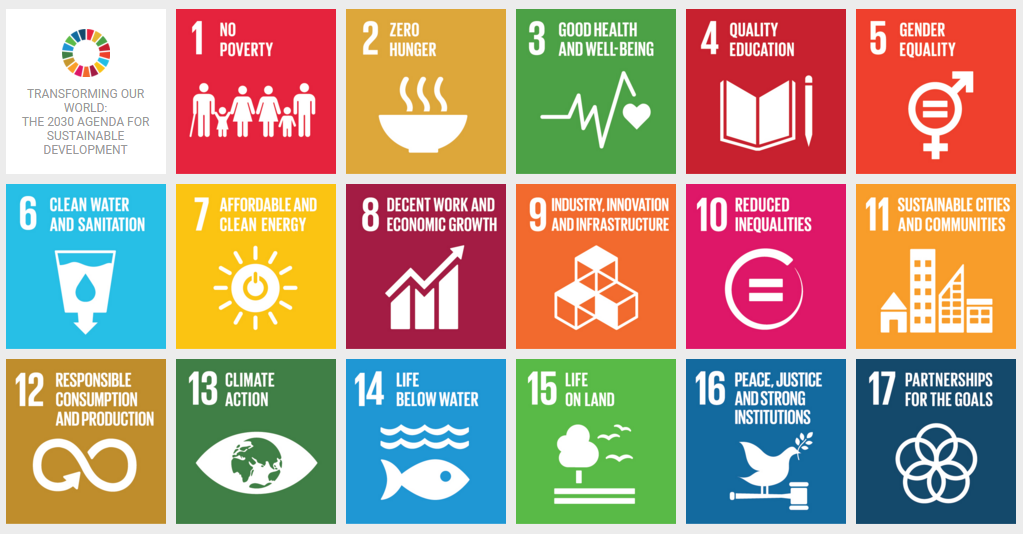 TRANSFORMING OUR
WORLD:
THE 2030 AGENDA FOR
SUSTAINABLE
DEVELOPMENT
1 NO
POVERTY
2 ZERO
HUNGER
3 GOOD HEALTH
AND WELL-BEING
4 QUALITY
EDUCATION
5 GENDER
EQUALITY
6 CLEAN WATER
AND SANITATION
7 AFFORDABLE AND
CLEAN ENERGY
8 DECENT WORK AND
ECONOMIC GROWTH
9 INDUSTRY, INNOVATION
AND INFRASTRUCTURE
10 REDUCED
INEQUALITIES
11 SUSTAINABLE CITIES
AND COMMUNITIES
12 RESPONSIBLE
CONSUMPTION
AND PRODUCTION
13 CLIMATE
ACTION
14 LIFE
BELOW WATER
15 LIFE
ON LAND
16 PEACE, JUSTICE
AND STRONG
INSTITUTIONS
17 PARTNERSHIPS
FOR THE GOALS